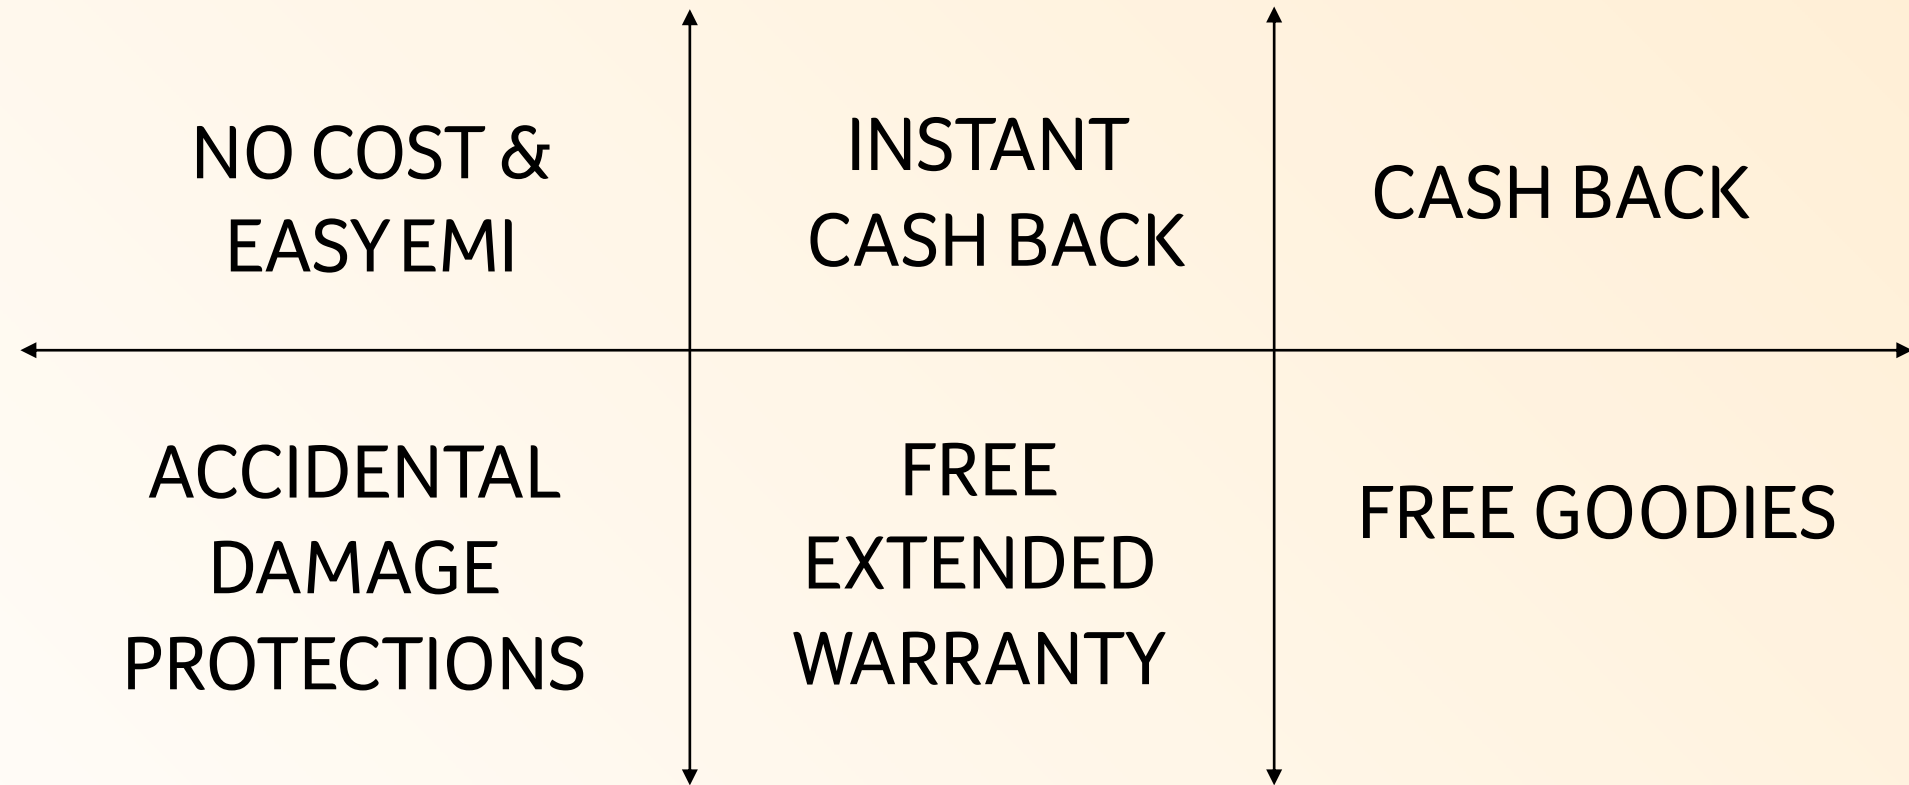 NO COST &
EASY EMI
INSTANT
CASH BACK
CASH BACK
ACCIDENTAL
DAMAGE
PROTECTIONS
FREE
EXTENDED
WARRANTY
FREE GOODIES